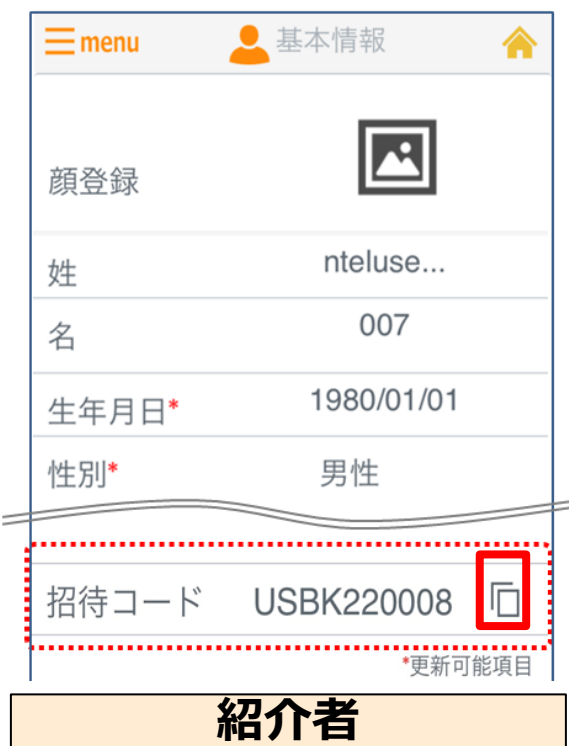 menu 基本情報
顔登録
姓 nteluse...
名 007
生年月日* 1980/01/01
性別* 男性
招待コード USBK220008
*更新可能項目
紹介者